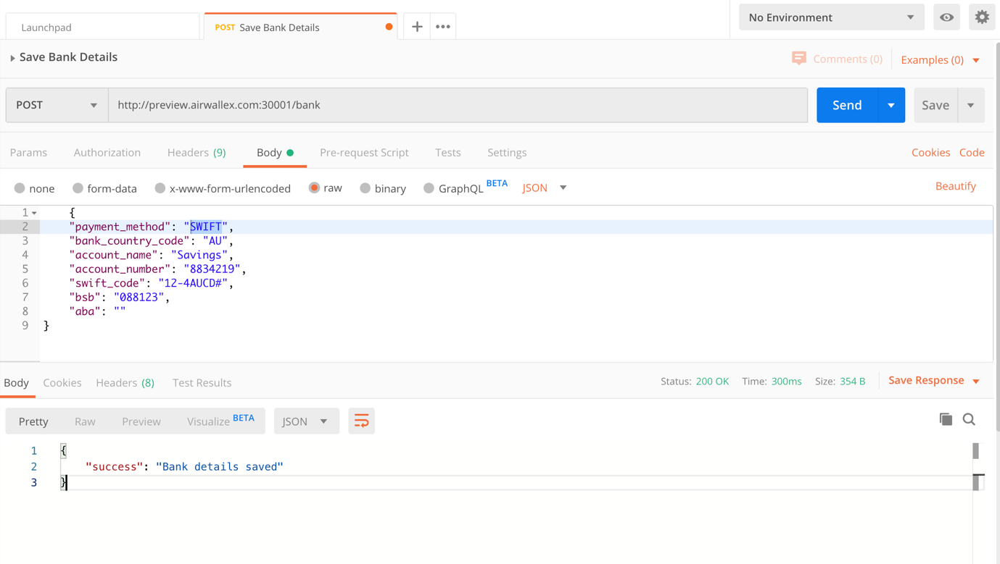 Launchpad
POST Save Bank Details
No Environment
Save Bank Details
Comments (0)
Examples (0)
POST
http://preview.airwallex.com:30001/bank
Send
Save
Params Authorization Headers (9) Body Pre-request Script Tests Settings
Cookies Code
none form-data x-www-form-urlencoded raw binary GraphQL BETA JSON
Beautify
1 {
2 "payment_method": "SWIFT",
3 "bank_country_code": "AU",
4 "account_name": "Savings",
5 "account_number": "8834219",
6 "swift_code": "12-4AUCD#",
7 "bsb": "088123",
8 "aba": ""
9 }
Body Cookies Headers (8) Test Results
Status: 200 OK Time: 300ms Size: 354 B
Save Response
Pretty Raw Preview Visualize BETA JSON
1 {
2 "success": "Bank details saved"
3 }